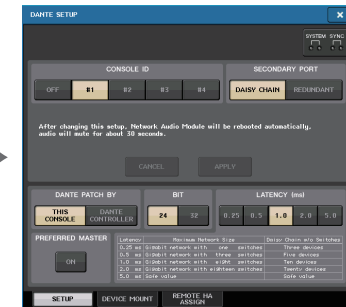 DANTE SETUP
SYSTEM SYNC
CONSOLE ID
SECONDARY PORT
OFF #1 #2 #3 #4 DAISY CHAIN REDUNDANT
After changing this setup, Network Audio Module will be rebooted automatically,
audio will mute for about 30 seconds.
CANCEL APPLY
DANTE PATCH BY BIT LATENCY (ms)
THIS CONSOLE DANTE CONTROLLER 24 32 0.25 0.5 1.0 2.0 5.0
PREFERRED MASTER
ON
Latency Maximum Network Size Daisy Chain w/o Switches
0.25 ms Gigabit network with one switches Three devices
0.5 ms Gigabit network with three switches Five devices
1.0 ms Gigabit network with eight switches Ten devices
2.0 ms Gigabit network with eighteen switches Twenty devices
5.0 ms Safe value Safe value
SETUP DEVICE MOUNT REMOTE HA ASSIGN